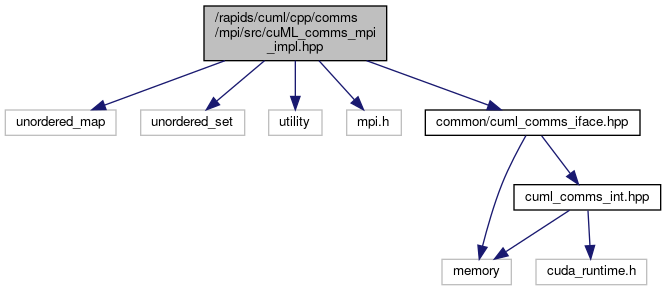 /rapids/cuml/cpp/comms
/mpi/src/cuML_comms_mpi
_impl.hpp
unordered_map
unordered_set
utility
mpi.h
common/cuml_comms_iface.hpp
cuml_comms_int.hpp
memory
cuda_runtime.h